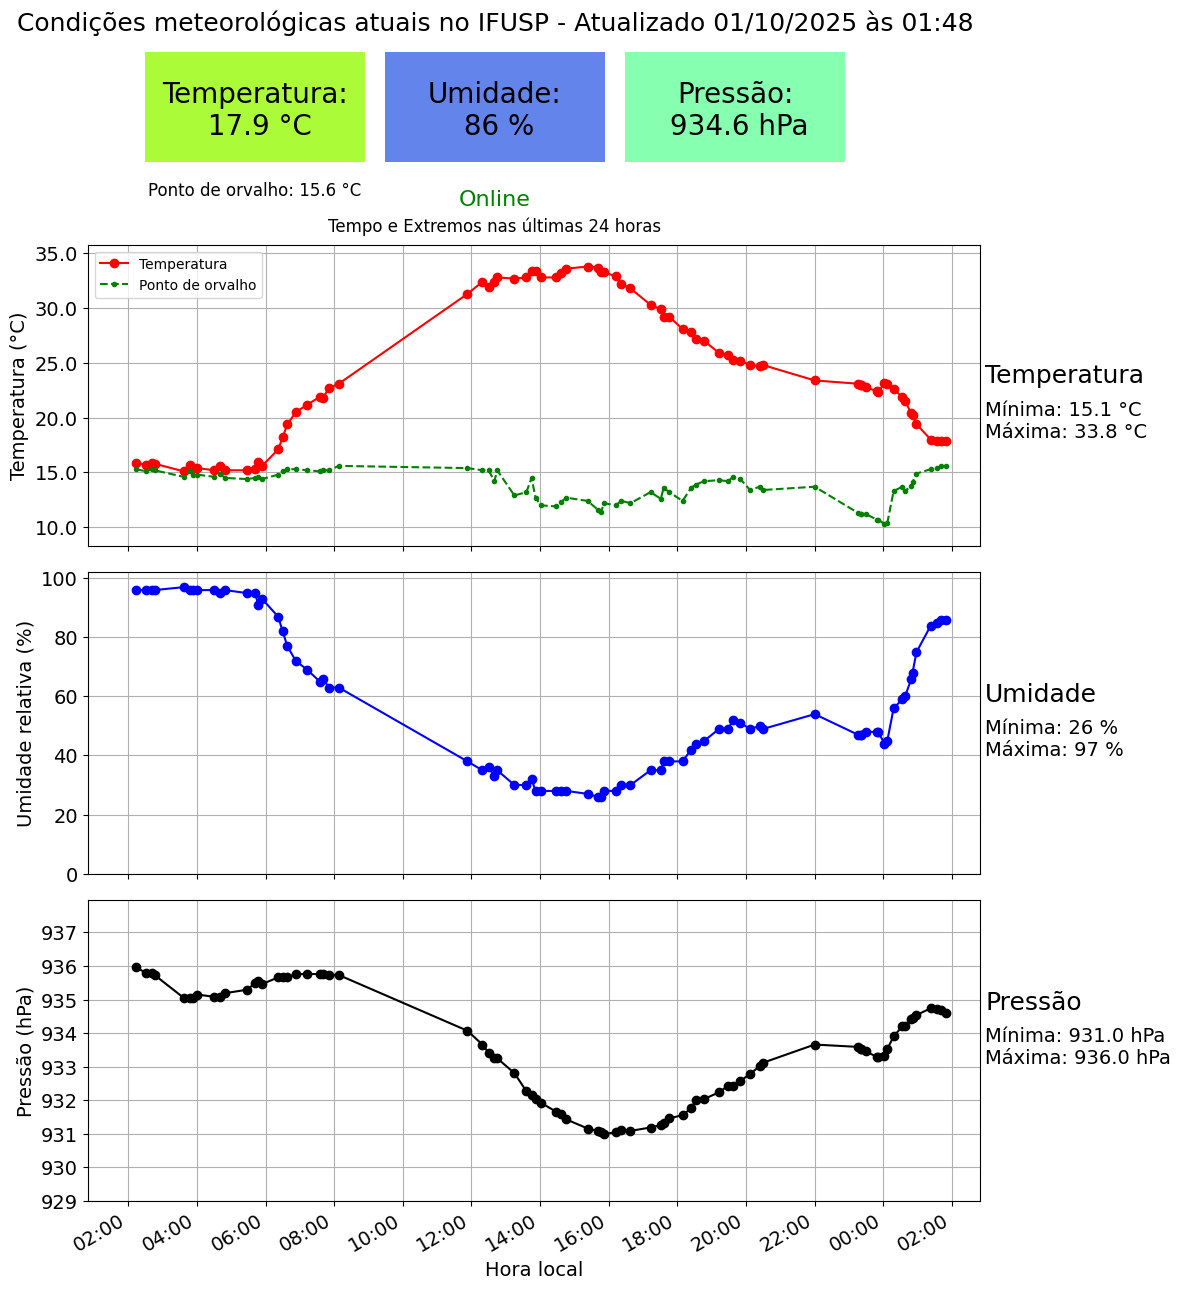 Condições meteorológicas atuais no IFUSP - Atualizado 01/10/2025 às 01:48
Temperatura:
17.9 °C
Umidade:
86 %
Pressão:
934.6 hPa
Ponto de orvalho: 15.6 °C
Online
Tempo e Extremos nas últimas 24 horas
Temperatura
Ponto de orvalho
35.0
30.0
25.0
20.0
15.0
10.0
Temperatura (°C)
Temperatura
Mínima: 15.1 °C
Máxima: 33.8 °C
100
80
60
40
20
0
Umidade relativa (%)
Umidade
Mínima: 26 %
Máxima: 97 %
937
936
935
934
933
932
931
930
929
Pressão (hPa)
Pressão
Mínima: 931.0 hPa
Máxima: 936.0 hPa
02:00 04:00 06:00 08:00 10:00 12:00 14:00 16:00 18:00 20:00 22:00 00:00 02:00
Hora local